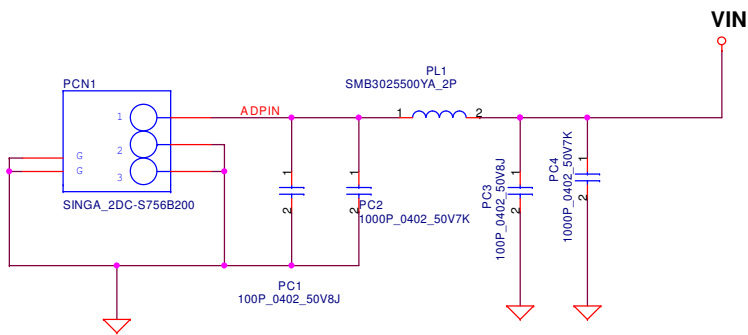 VIN
PCN1
PL1
SMB3025500YA_2P
ADPIN
1
2
3
G
G
SINGA_2DC-S756B200
1
2
1
2
1
2
PC2
1000P_0402_50V7K
PC1
100P_0402_50V8J
1
2
PC3
100P_0402_50V8J
1
2
PC4
1000P_0402_50V7K